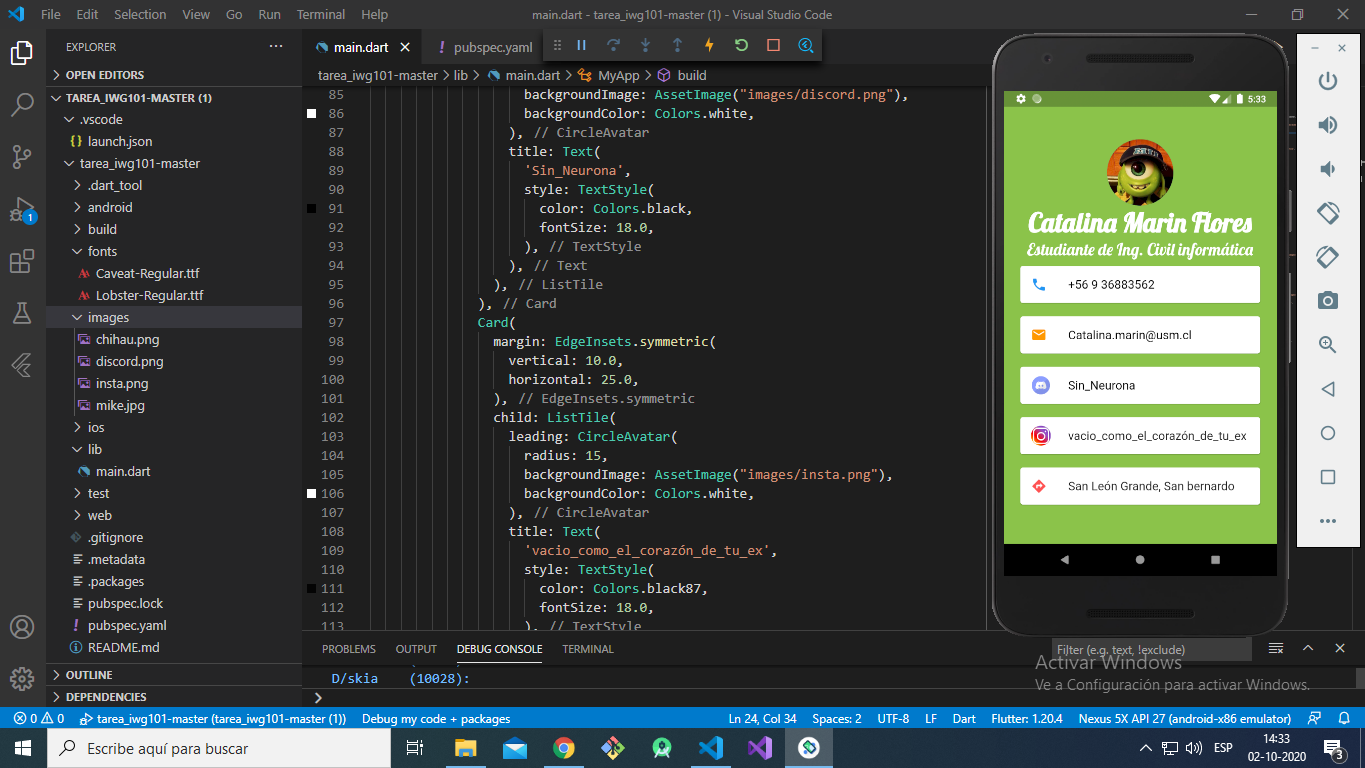 File Edit Selection View Go Run Terminal Help
main.dart - tarea_iwg101-master (1) - Visual Studio Code
EXPLORER
OPEN EDITORS
TAREA_IWG101-MASTER (1)
.vscode
launch.json
tarea_iwg101-master
.dart_tool
android
build
fonts
Caveat-Regular.ttf
Lobster-Regular.ttf
images
chihau.png
discord.png
insta.png
mike.jpg
ios
lib
main.dart
test
web
.gitignore
.metadata
.packages
pubspec.lock
pubspec.yaml
README.md
OUTLINE
DEPENDENCIES
1
main.dart
pubspec.yaml
tarea_iwg101-master > lib > main.dart > MyApp > build
85 backgroundImage: AssetImage("images/discord.png"),
86 backgroundColor: Colors.white,
87 ), // CircleAvatar
88 title: Text(
89 'Sin_Neurona',
90 style: TextStyle(
91 color: Colors.black,
92 fontSize: 18.0,
93 ), // TextStyle
94 ), // Text
95 ), // ListTile
96 ), // Card
97 Card(
98 margin: EdgeInsets.symmetric(
99 vertical: 10.0,
100 horizontal: 25.0,
101 ), // EdgeInsets.symmetric
102 child: ListTile(
103 leading: CircleAvatar(
104 radius: 15,
105 backgroundImage: AssetImage("images/insta.png"),
106 backgroundColor: Colors.white,
107 ), // CircleAvatar
108 title: Text(
109 'vacio_como_el_corazón_de_tu_ex',
110 style: TextStyle(
111 color: Colors.black87,
112 fontSize: 18.0,
113 ), // TextStyle
5:33
Catalina Marin Flores
Estudiante de Ing. Civil informática
+56 9 36883562
Catalina.marin@usm.cl
Sin_Neurona
vacio_como_el_corazón_de_tu_ex
San León Grande, San bernardo
PROBLEMS OUTPUT DEBUG CONSOLE TERMINAL
Filter (e.g. text, !exclude)
D/skia (10028):
Activar Windows
Ve a Configuración para activar Windows.
0 0 tarea_iwg101-master (tarea_iwg101-master (1)) Debug my code + packages
Ln 24, Col 34 Spaces: 2 UTF-8 LF Dart Flutter: 1.20.4 Nexus 5X API 27 (android-x86 emulator)
Escribe aquí para buscar
ESP
14:33
02-10-2020
3